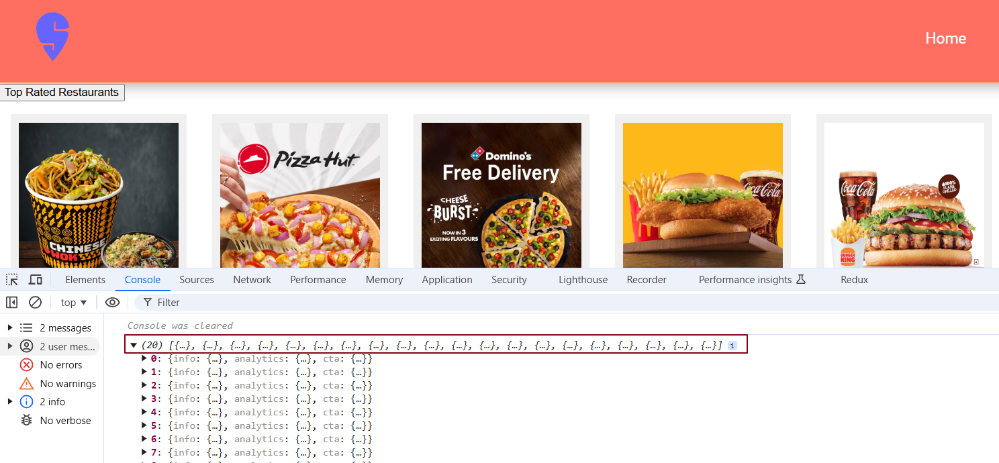 Home
Top Rated Restaurants
CHINESE
WOK
Pizza Hut
Domino's
Free Delivery
CHEESE
BURST
NOW IN 3
EXCITING FLAVOURS
Coca-Cola
Coca-Cola
100%
FLAME
GRILLED
BURGER
KING
Elements Console Sources Network Performance Memory Application Security Lighthouse Recorder Performance insights Redux
top ▼ Filter
2 messages
2 user mes...
No errors
No warnings
2 info
No verbose
Console was cleared
▼ (20) [{…}, {…}, {…}, {…}, {…}, {…}, {…}, {…}, {…}, {…}, {…}, {…}, {…}, {…}, {…}, {…}, {…}, {…}, {…}, {…}] i
▶ 0: {info: {…}, analytics: {…}, cta: {…}}
▶ 1: {info: {…}, analytics: {…}, cta: {…}}
▶ 2: {info: {…}, analytics: {…}, cta: {…}}
▶ 3: {info: {…}, analytics: {…}, cta: {…}}
▶ 4: {info: {…}, analytics: {…}, cta: {…}}
▶ 5: {info: {…}, analytics: {…}, cta: {…}}
▶ 6: {info: {…}, analytics: {…}, cta: {…}}
▶ 7: {info: {…}, analytics: {…}, cta: {…}}